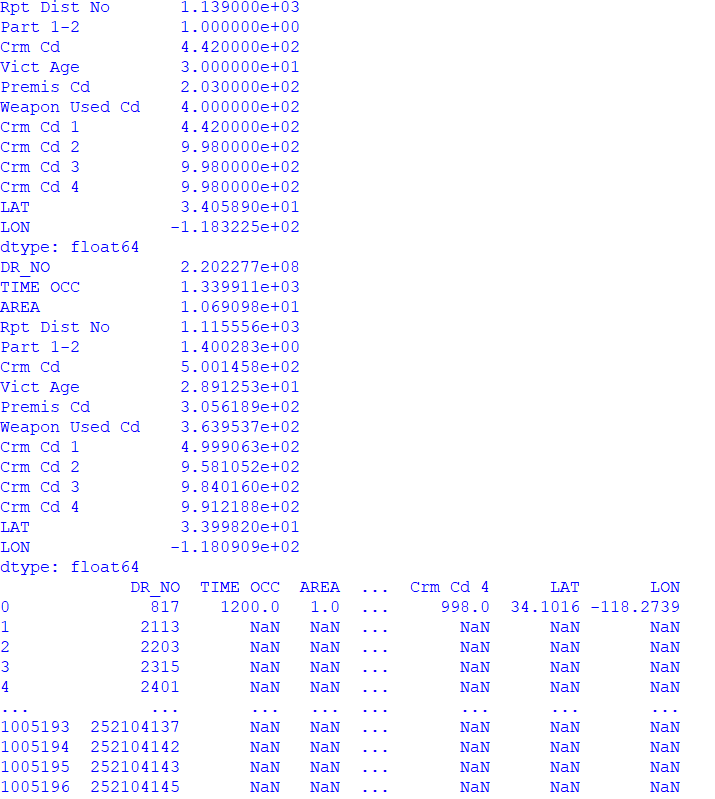 Rpt Dist No       1.139000e+03
Part 1-2          1.000000e+00
Crm Cd            4.420000e+02
Vict Age          3.000000e+01
Premis Cd         2.030000e+02
Weapon Used Cd    4.000000e+02
Crm Cd 1          4.420000e+02
Crm Cd 2          9.980000e+02
Crm Cd 3          9.980000e+02
Crm Cd 4          9.980000e+02
LAT               3.405890e+01
LON              -1.183225e+02
dtype: float64
DR_NO             2.202277e+08
TIME OCC          1.339911e+03
AREA              1.069098e+01
Rpt Dist No       1.115556e+03
Part 1-2          1.400283e+00
Crm Cd            5.001458e+02
Vict Age          2.891253e+01
Premis Cd         3.056189e+02
Weapon Used Cd    3.639537e+02
Crm Cd 1          4.999063e+02
Crm Cd 2          9.581052e+02
Crm Cd 3          9.840160e+02
Crm Cd 4          9.912188e+02
LAT               3.399820e+01
LON              -1.180909e+02
dtype: float64
             DR_NO  TIME OCC  AREA  ...  Crm Cd 4      LAT       LON
0              817    1200.0   1.0  ...     998.0  34.1016 -118.2739
1             2113       NaN   NaN  ...       NaN      NaN       NaN
2             2203       NaN   NaN  ...       NaN      NaN       NaN
3             2315       NaN   NaN  ...       NaN      NaN       NaN
4             2401       NaN   NaN  ...       NaN      NaN       NaN
...            ...       ...   ...  ...       ...      ...       ...
1005193  252104137       NaN   NaN  ...       NaN      NaN       NaN
1005194  252104142       NaN   NaN  ...       NaN      NaN       NaN
1005195  252104143       NaN   NaN  ...       NaN      NaN       NaN
1005196  252104145       NaN   NaN  ...       NaN      NaN       NaN